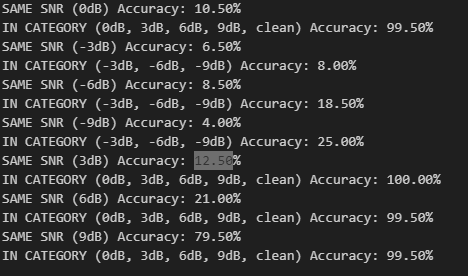 SAME SNR (0dB) Accuracy: 10.50%
IN CATEGORY (0dB, 3dB, 6dB, 9dB, clean) Accuracy: 99.50%
SAME SNR (-3dB) Accuracy: 6.50%
IN CATEGORY (-3dB, -6dB, -9dB) Accuracy: 8.00%
SAME SNR (-6dB) Accuracy: 8.50%
IN CATEGORY (-3dB, -6dB, -9dB) Accuracy: 18.50%
SAME SNR (-9dB) Accuracy: 4.00%
IN CATEGORY (-3dB, -6dB, -9dB) Accuracy: 25.00%
SAME SNR (3dB) Accuracy: 12.50%
IN CATEGORY (0dB, 3dB, 6dB, 9dB, clean) Accuracy: 100.00%
SAME SNR (6dB) Accuracy: 21.00%
IN CATEGORY (0dB, 3dB, 6dB, 9dB, clean) Accuracy: 99.50%
SAME SNR (9dB) Accuracy: 79.50%
IN CATEGORY (0dB, 3dB, 6dB, 9dB, clean) Accuracy: 99.50%